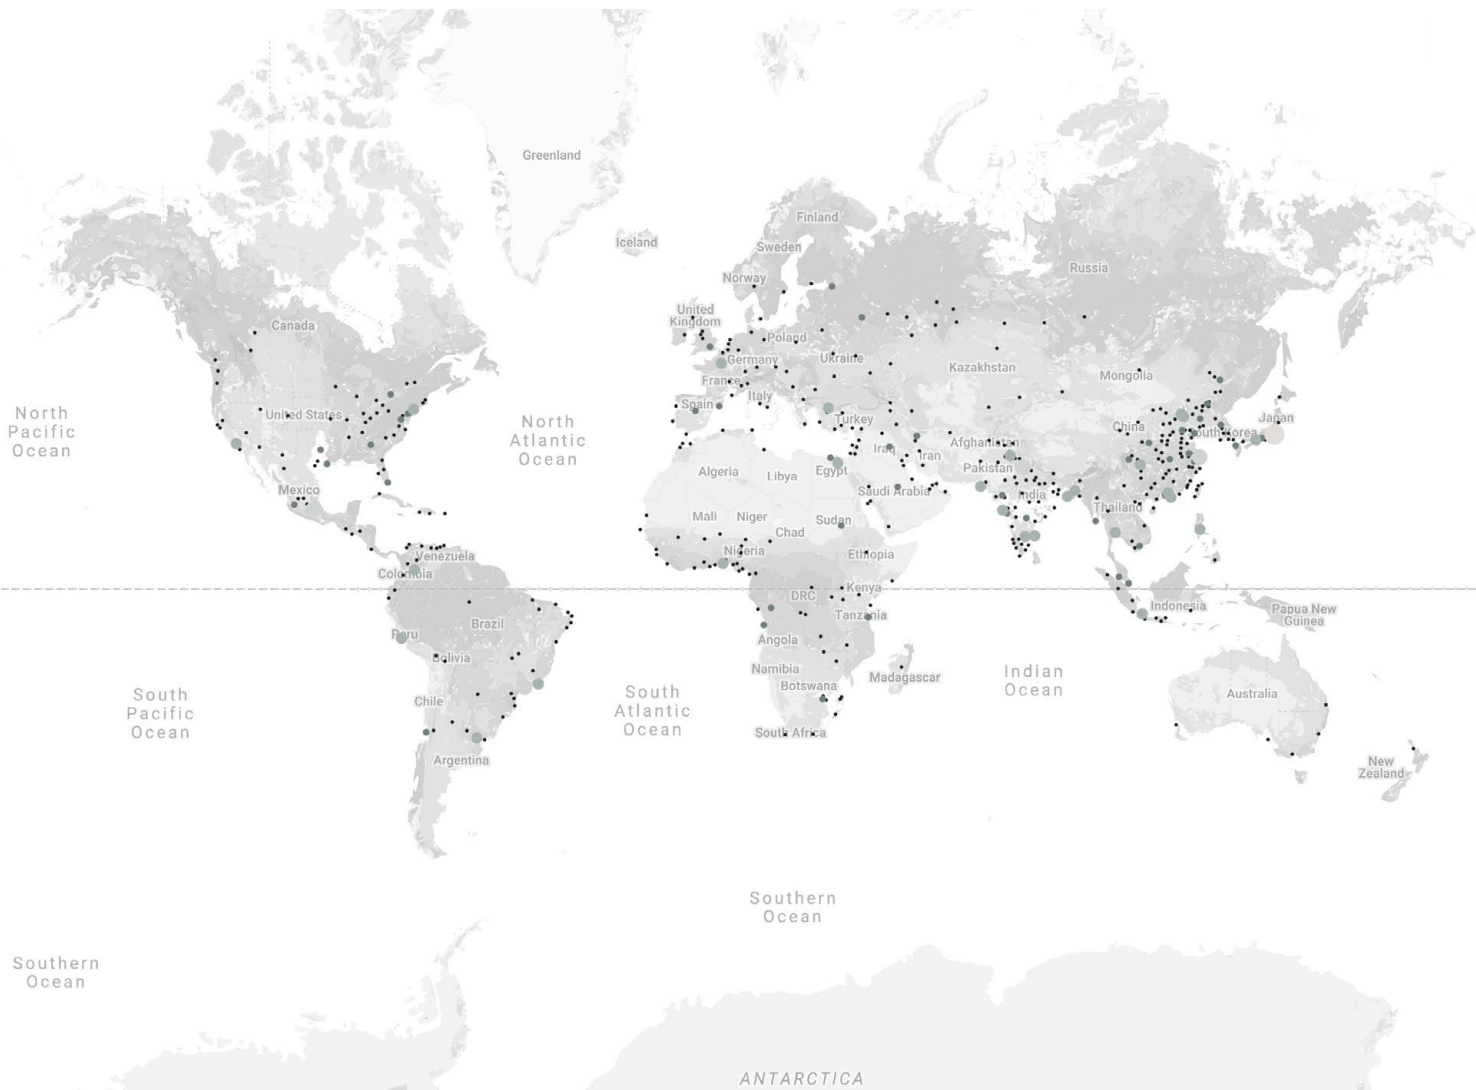 Greenland
Finland
Iceland
Sweden
Norway
Russia
United
Kingdom
Canada
Poland
Germany
Ukraine
Kazakhstan
Mongolia
France
Spain
Italy
United States
Turkey
China
South Korea
Japan
North
Pacific
Ocean
North
Atlantic
Ocean
Afghanistan
Iraq
Iran
Pakistan
Algeria
Libya
Egypt
Saudi Arabia
India
Mexico
Mali
Niger
Chad
Sudan
Thailand
Nigeria
Ethiopia
Venezuela
Colombia
DRC
Kenya
Tanzania
Indonesia
Papua New
Guinea
Brazil
Peru
Angola
Bolivia
Namibia
Botswana
Madagascar
Indian
Ocean
Australia
Chile
South
Pacific
Ocean
South
Atlantic
Ocean
South Africa
Argentina
New
Zealand
Southern
Ocean
Southern
Ocean
ANTARCTICA